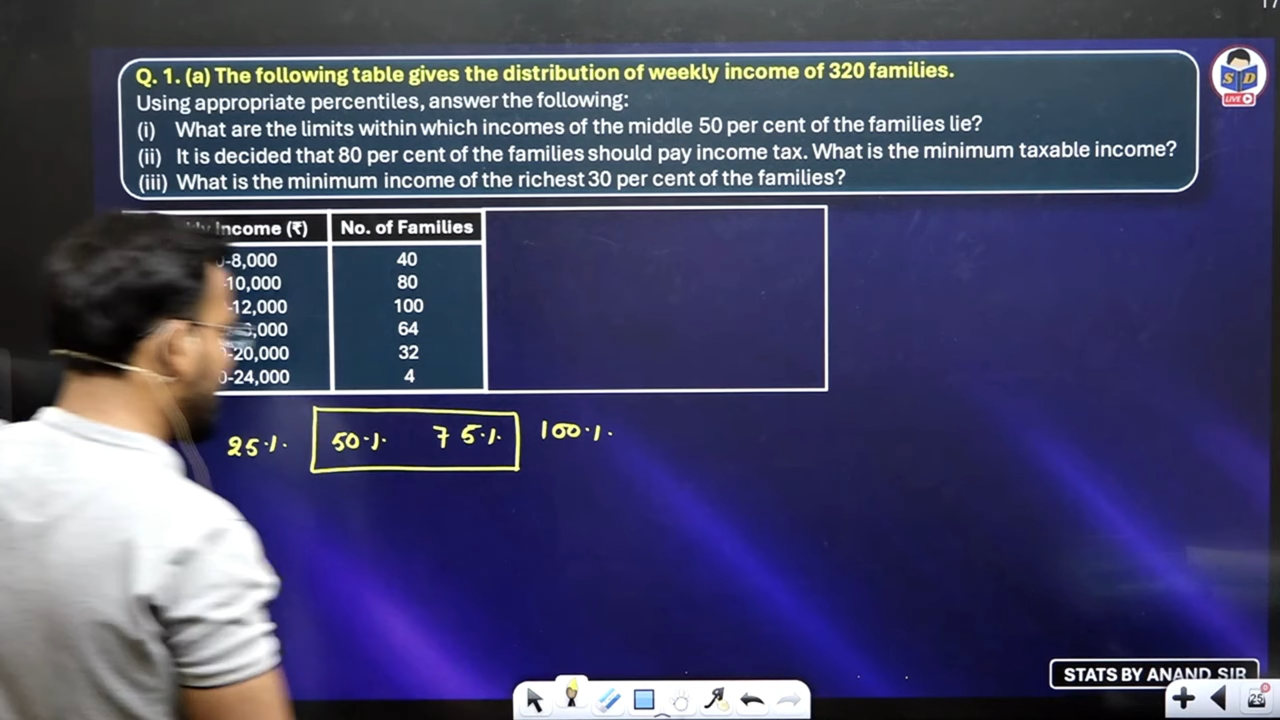 17
Q. 1. (a) The following table gives the distribution of weekly income of 320 families.
Using appropriate percentiles, answer the following:
(i) What are the limits within which incomes of the middle 50 per cent of the families lie?
(ii) It is decided that 80 per cent of the families should pay income tax. What is the minimum taxable income?
(iii) What is the minimum income of the richest 30 per cent of the families?
S D
LIVE
Income (₹) No. of Families
-8,000 40
-10,000 80
-12,000 100
,000 64
-20,000 32
0-24,000 4
25% 50% 75% 100%
STATS BY ANAND SIR
25